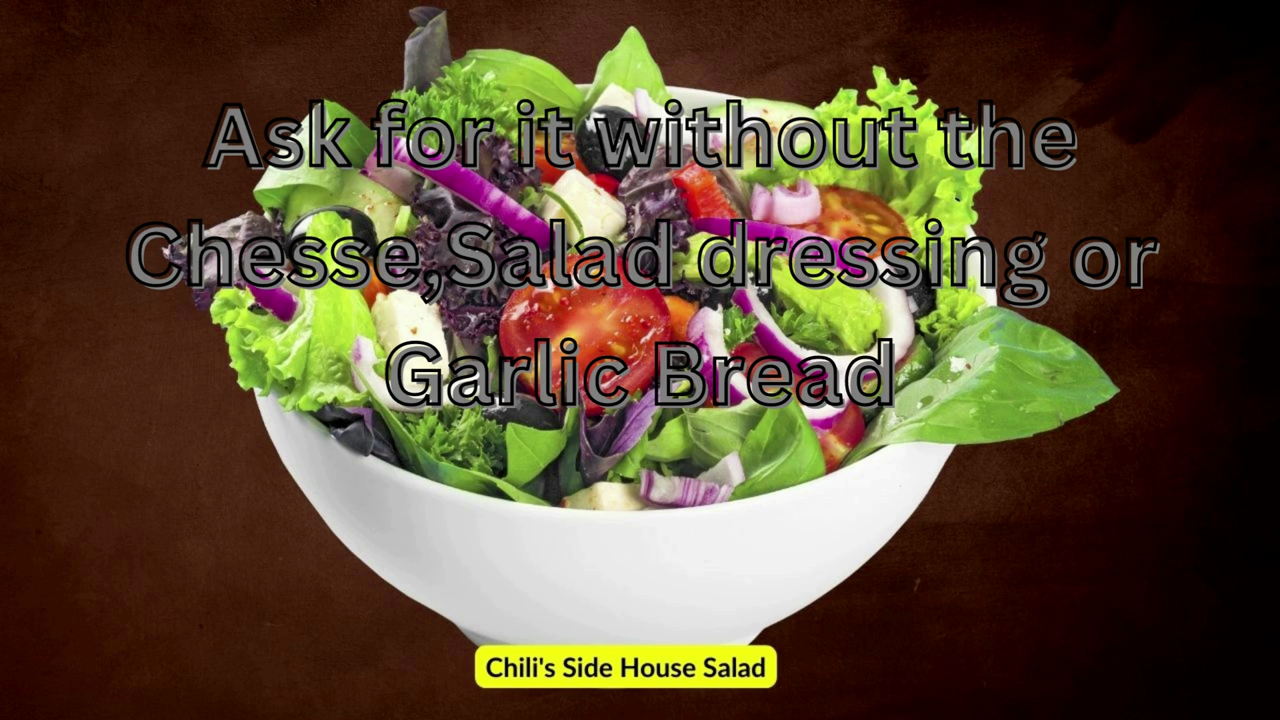 Ask for it without the
Chesse,Salad dressing or
Garlic Bread
Chili's Side House Salad